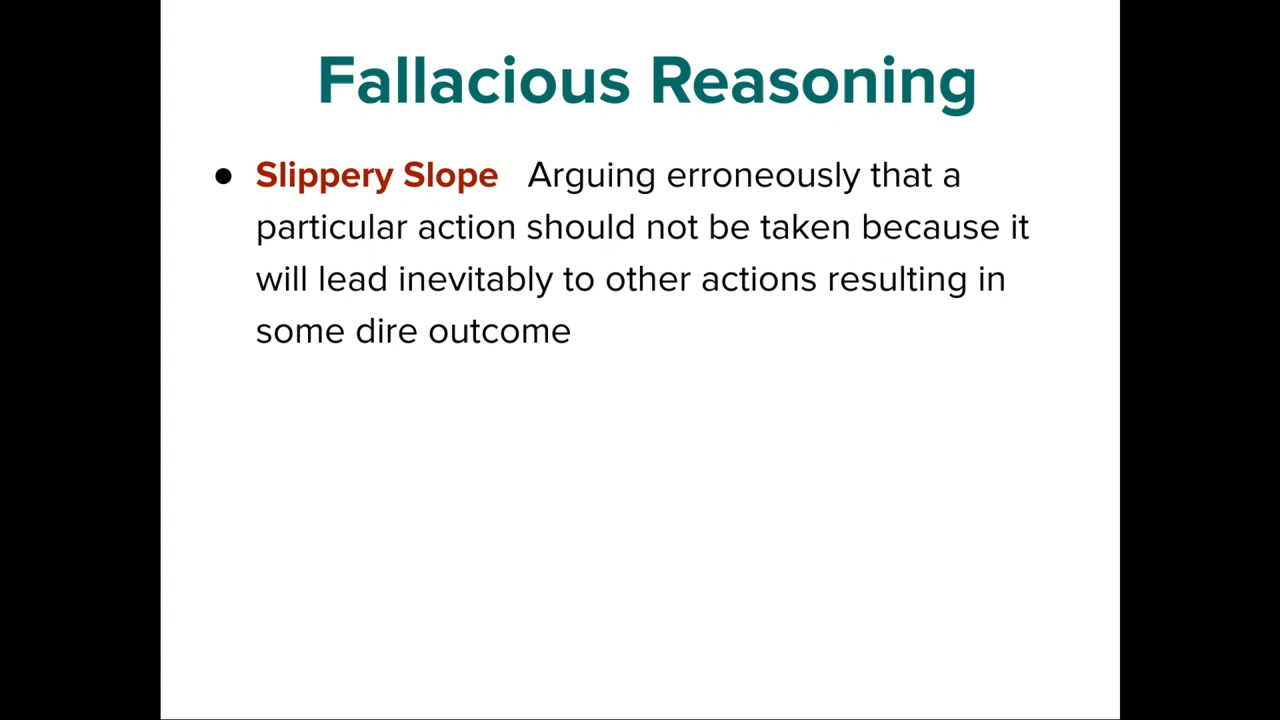 Fallacious Reasoning
● Slippery Slope Arguing erroneously that a
particular action should not be taken because it
will lead inevitably to other actions resulting in
some dire outcome